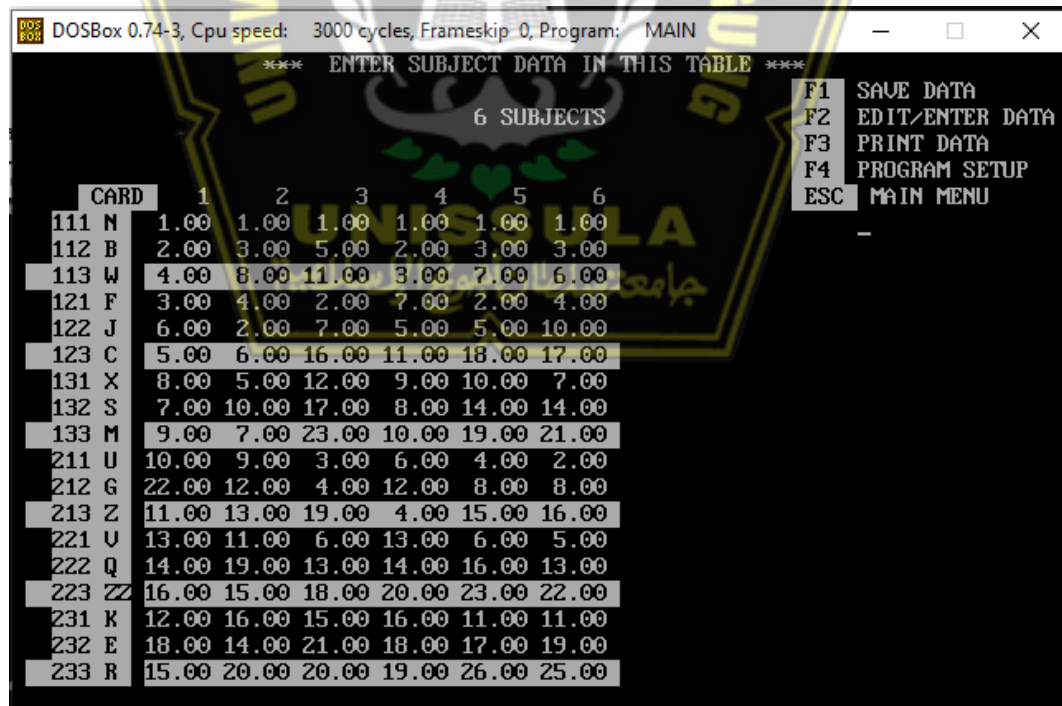 DOSBox 0.74-3, Cpu speed: 3000 cycles, Frameskip 0, Program: MAIN
*** ENTER SUBJECT DATA IN THIS TABLE ***
6 SUBJECTS
F1 SAVE DATA
F2 EDIT/ENTER DATA
F3 PRINT DATA
F4 PROGRAM SETUP
ESC MAIN MENU
CARD 1 2 3 4 5 6
111 N 1.00 1.00 1.00 1.00 1.00 1.00
112 B 2.00 3.00 5.00 2.00 3.00 3.00
113 W 4.00 8.00 11.00 3.00 7.00 6.00
121 F 3.00 4.00 2.00 7.00 2.00 4.00
122 J 6.00 2.00 7.00 5.00 5.00 10.00
123 C 5.00 6.00 16.00 11.00 18.00 17.00
131 X 8.00 5.00 12.00 9.00 10.00 7.00
132 S 7.00 10.00 17.00 8.00 14.00 14.00
133 M 9.00 7.00 23.00 10.00 19.00 21.00
211 U 10.00 9.00 3.00 6.00 4.00 2.00
212 G 22.00 12.00 4.00 12.00 8.00 8.00
213 Z 11.00 13.00 19.00 4.00 15.00 16.00
221 V 13.00 11.00 6.00 13.00 6.00 5.00
222 Q 14.00 19.00 13.00 14.00 16.00 13.00
223 ZZ 16.00 15.00 18.00 20.00 23.00 22.00
231 K 12.00 16.00 15.00 16.00 11.00 11.00
232 E 18.00 14.00 21.00 18.00 17.00 19.00
233 R 15.00 20.00 20.00 19.00 26.00 25.00
UNISSULA